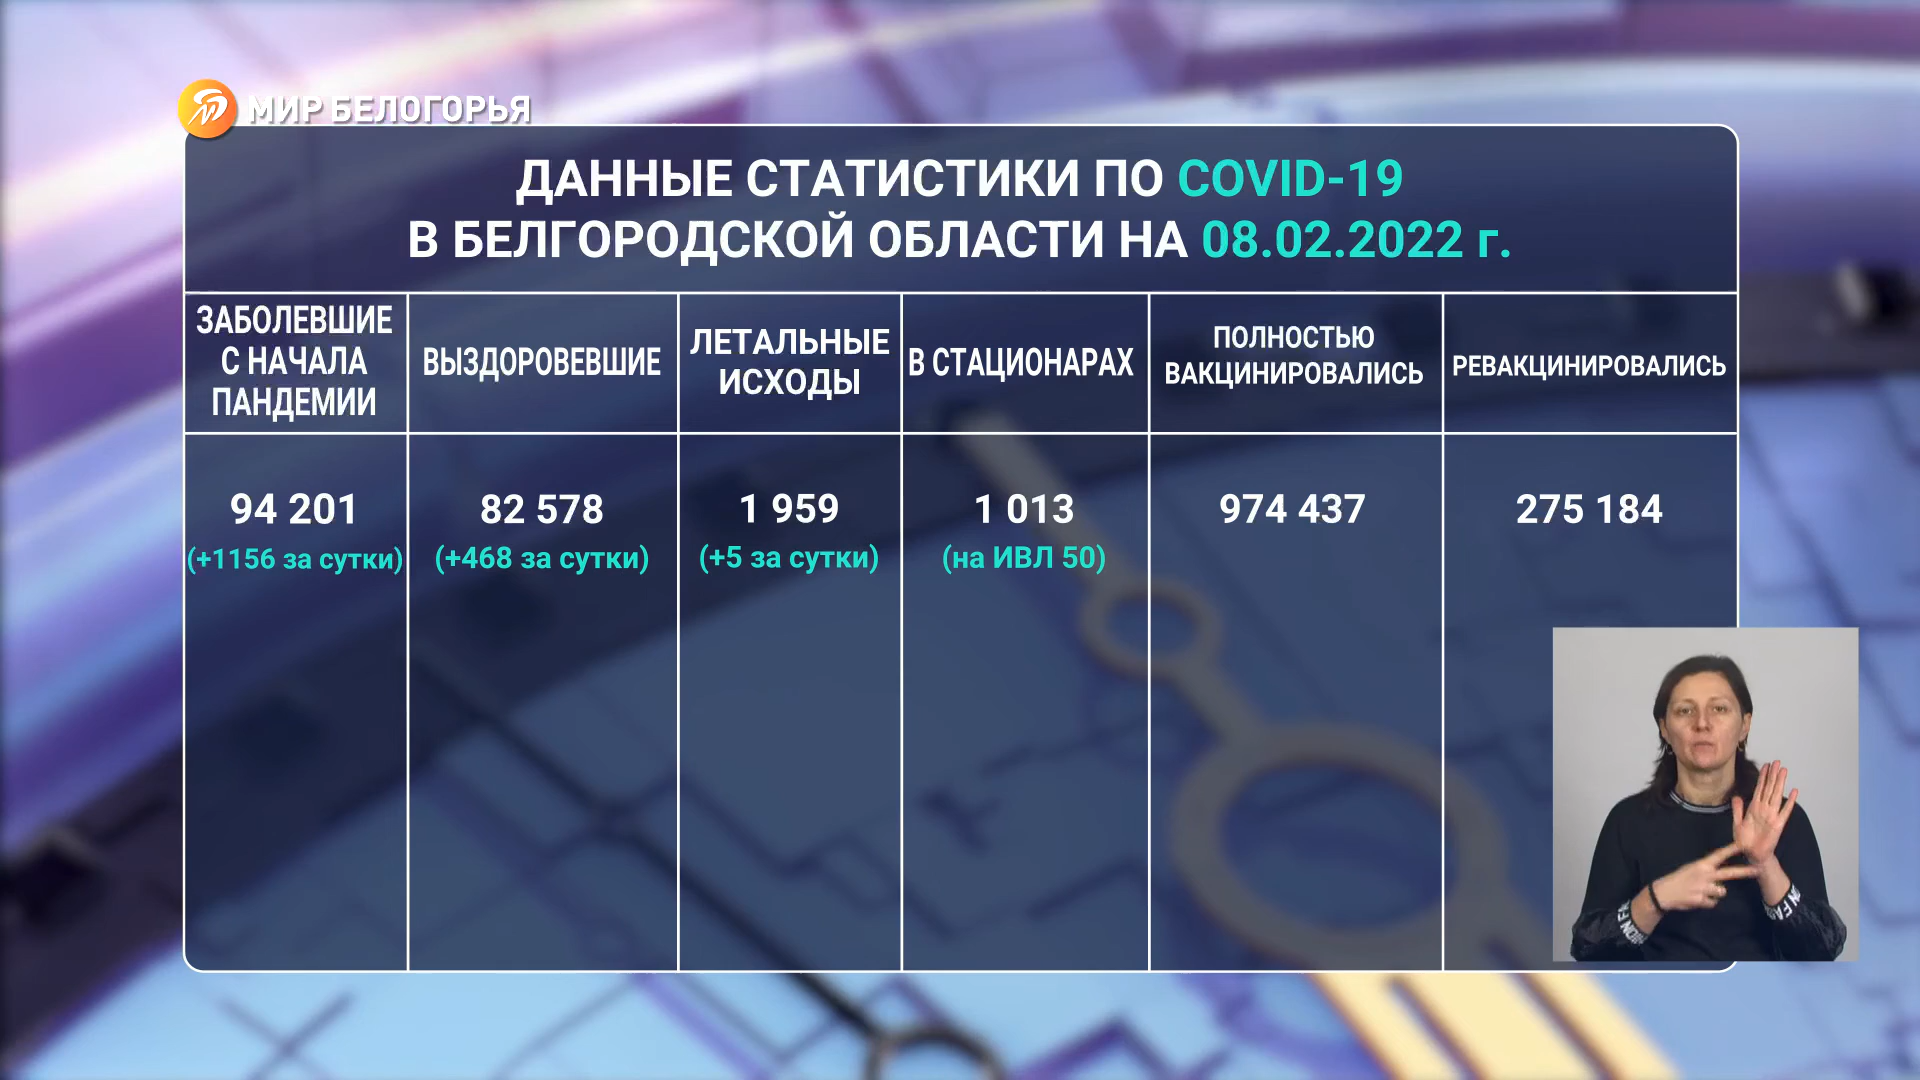 МИР БЕЛОГОРЬЯ
ДАННЫЕ СТАТИСТИКИ ПО COVID-19
В БЕЛГОРОДСКОЙ ОБЛАСТИ НА 08.02.2022 г.
ЗАБОЛЕВШИЕ
С НАЧАЛА
ПАНДЕМИИ
ВЫЗДОРОВЕВШИЕ
ЛЕТАЛЬНЫЕ
ИСХОДЫ
В СТАЦИОНАРАХ
ПОЛНОСТЬЮ
ВАКЦИНИРОВАЛИСЬ
РЕВАКЦИНИРОВАЛИСЬ
94 201
(+1156 за сутки)
82 578
(+468 за сутки)
1 959
(+5 за сутки)
1 013
(на ИВЛ 50)
974 437
275 184